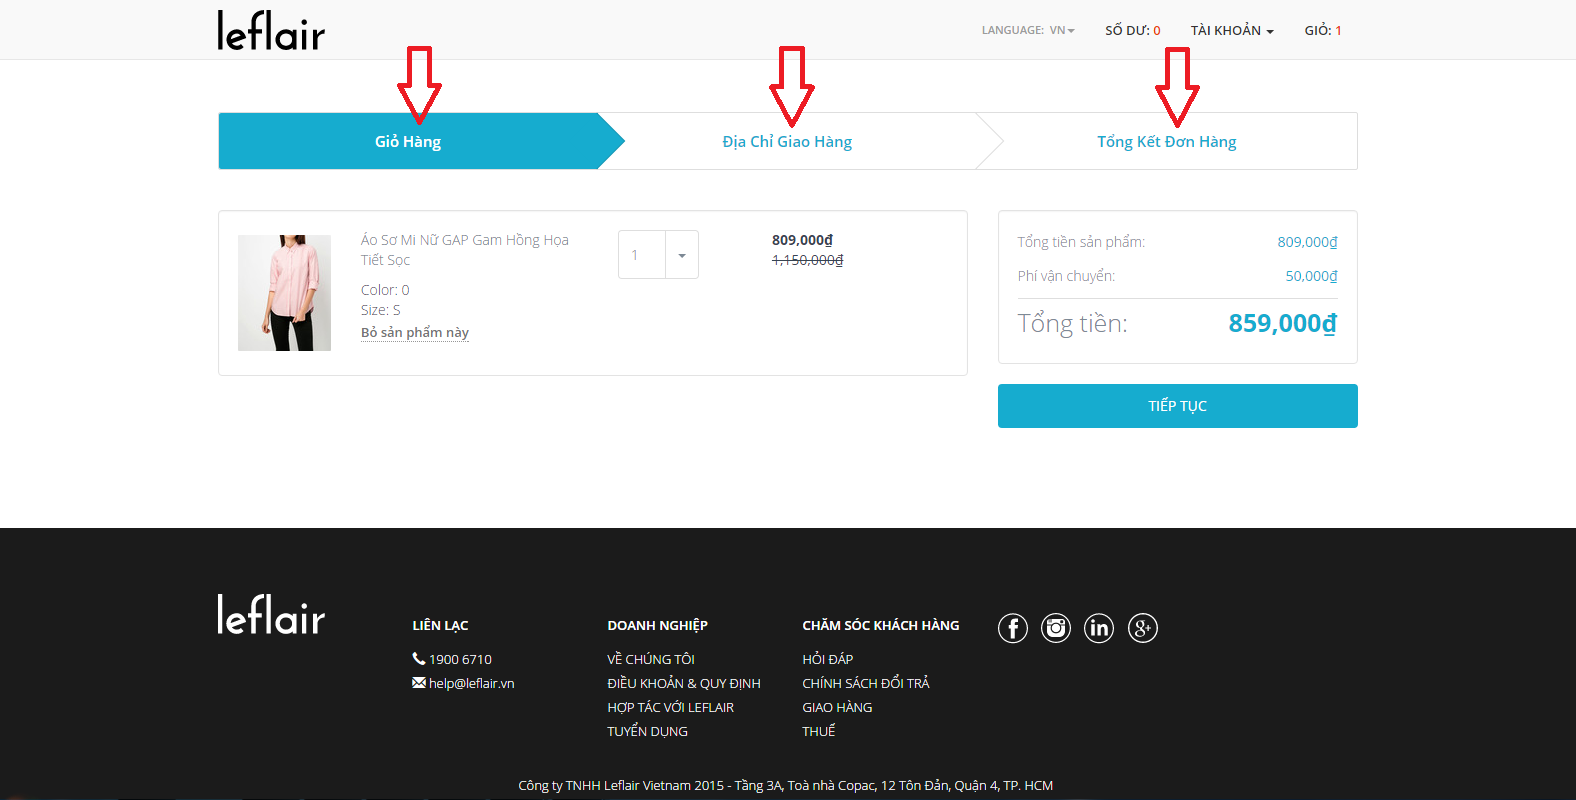 leflair
LANGUAGE: VN
SỐ DƯ: 0
TÀI KHOẢN
GIỎ: 1
Giỏ Hàng
Địa Chỉ Giao Hàng
Tổng Kết Đơn Hàng
Áo Sơ Mi Nữ GAP Gam Hồng Họa
Tiết Sọc
Color: 0
Size: S
Bỏ sản phẩm này
1
809,000₫
1,150,000₫
Tổng tiền sản phẩm: 809,000₫
Phí vận chuyển: 50,000₫
Tổng tiền: 859,000₫
TIẾP TỤC
leflair
LIÊN LẠC
1900 6710
help@leflair.vn
DOANH NGHIỆP
VỀ CHÚNG TÔI
ĐIỀU KHOẢN & QUY ĐỊNH
HỢP TÁC VỚI LEFLAIR
TUYỂN DỤNG
CHĂM SÓC KHÁCH HÀNG
HỎI ĐÁP
CHÍNH SÁCH ĐỔI TRẢ
GIAO HÀNG
THUẾ
f
in
g+
Công ty TNHH Leflair Vietnam 2015 - Tầng 3A, Toà nhà Copac, 12 Tôn Đản, Quận 4, TP. HCM